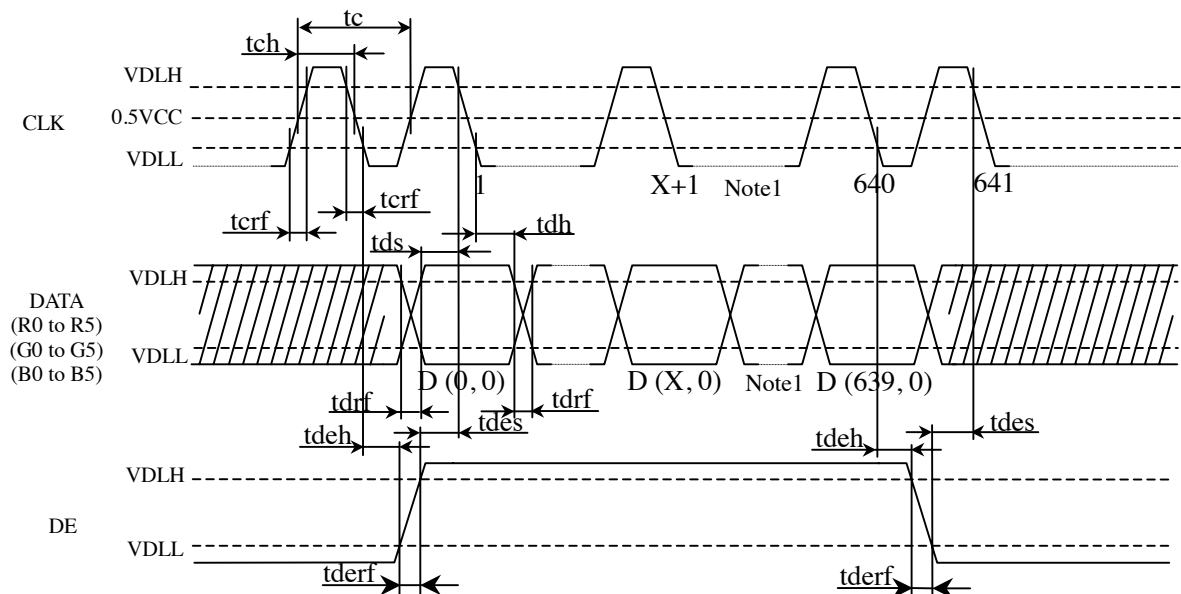 tc
tch
VDLH
CLK
0.5VCC
VDLL
1
X+1
Note1
640
641
tcrf
tcrf
tds
tdh
VDLH
DATA
(R0 to R5)
(G0 to G5)
(B0 to B5)
VDLL
D (0, 0)
D (X, 0)
Note1
D (639, 0)
tdrf
tdrf
tdeh
tdes
tdeh
tdes
VDLH
DE
VDLL
tderf
tderf